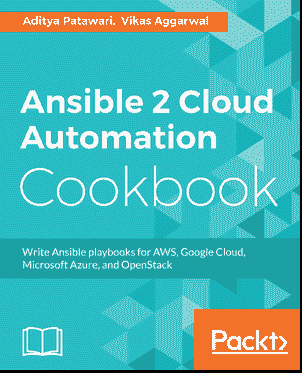 Aditya Patawari, Vikas Aggarwal
Ansible 2 Cloud
Automation
Cookbook
Write Ansible playbooks for AWS, Google Cloud,
Microsoft Azure, and OpenStack
Packt>